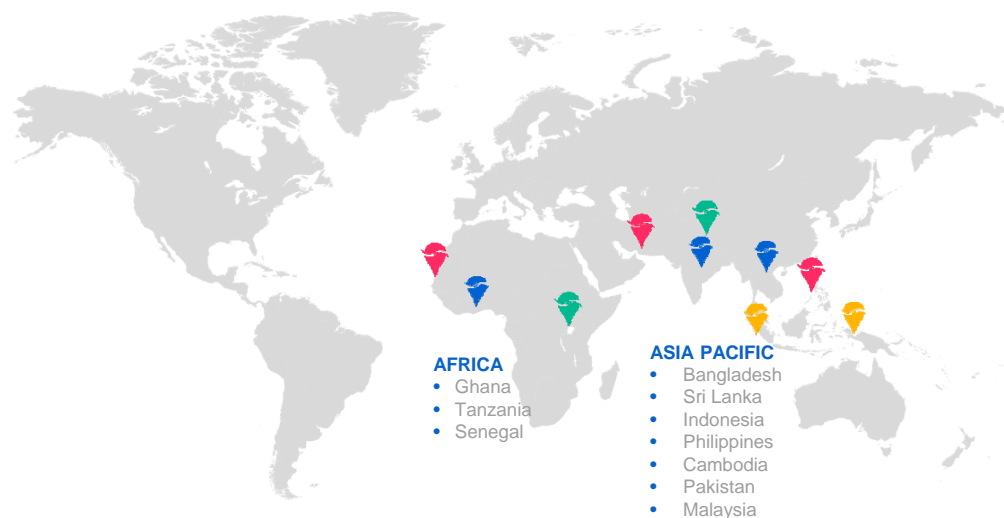 AFRICA
• Ghana
• Tanzania
• Senegal
ASIA PACIFIC
• Bangladesh
• Sri Lanka
• Indonesia
• Philippines
• Cambodia
• Pakistan
• Malaysia